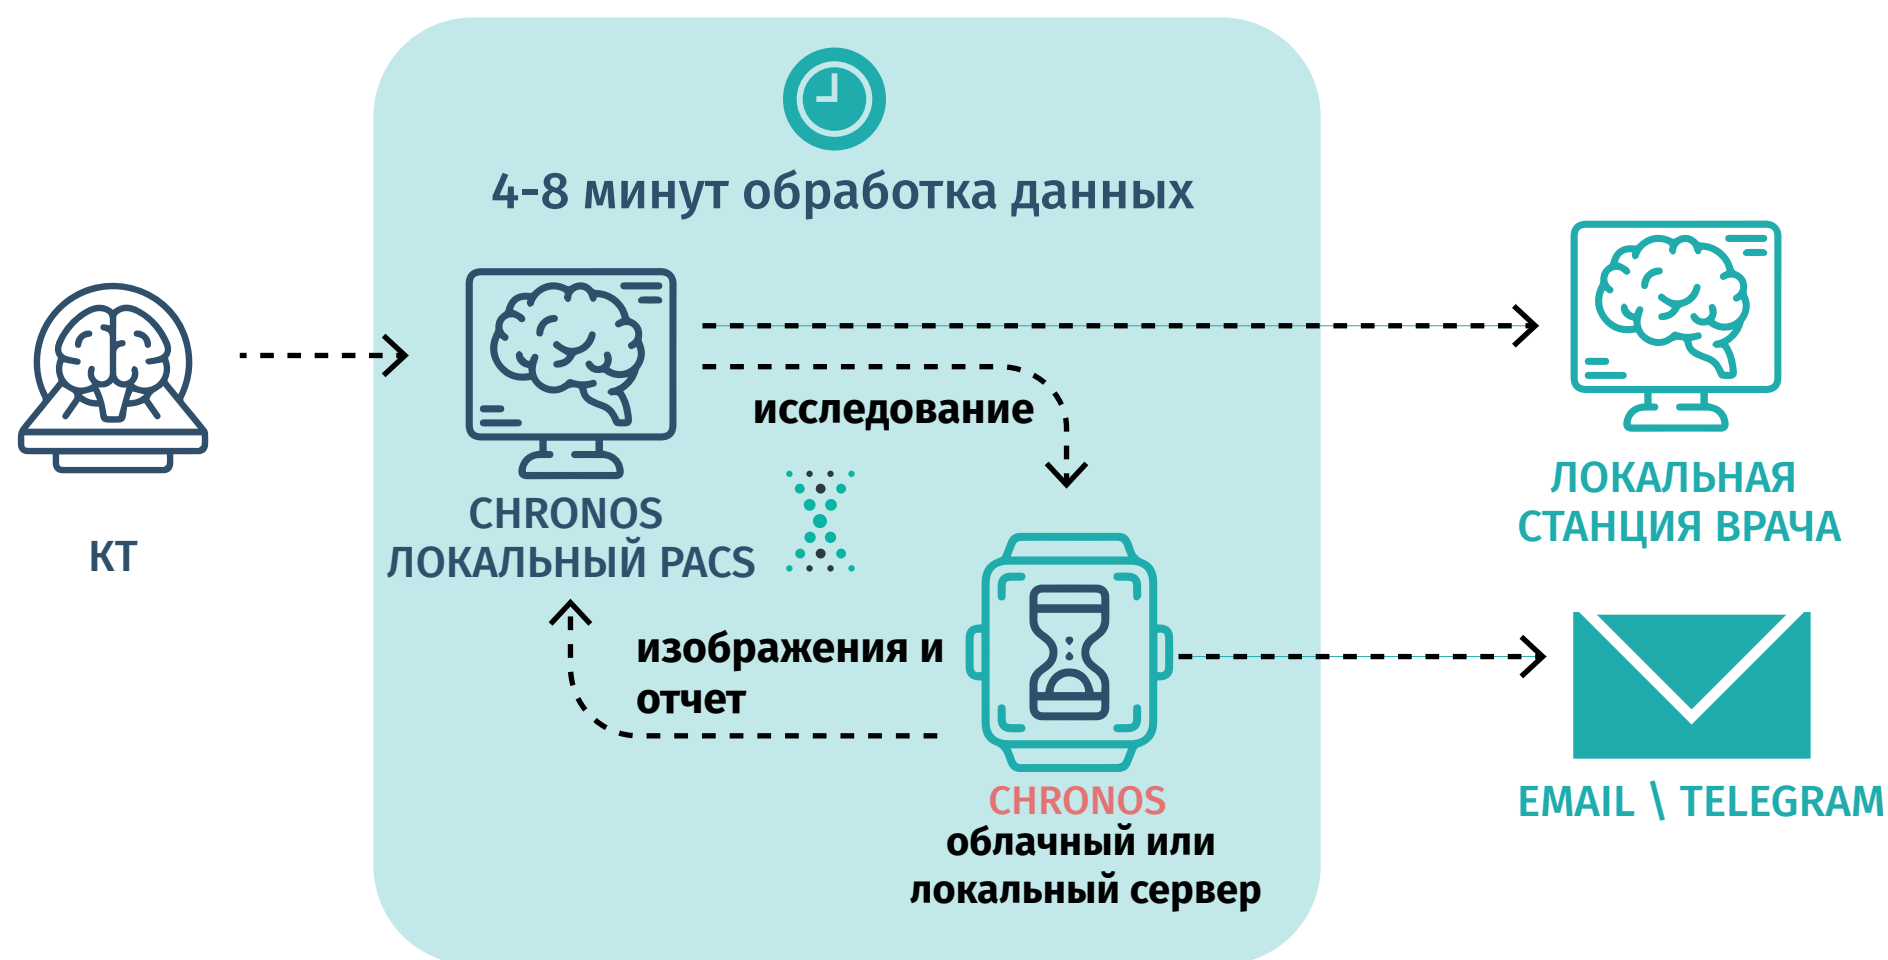 4-8 минут обработка данных
исследование
CHRONOS
ЛОКАЛЬНЫЙ PACS
КТ
ЛОКАЛЬНАЯ
СТАНЦИЯ ВРАЧА
изображения и
отчет
CHRONOS
облачный или
локальный сервер
EMAIL \ TELEGRAM